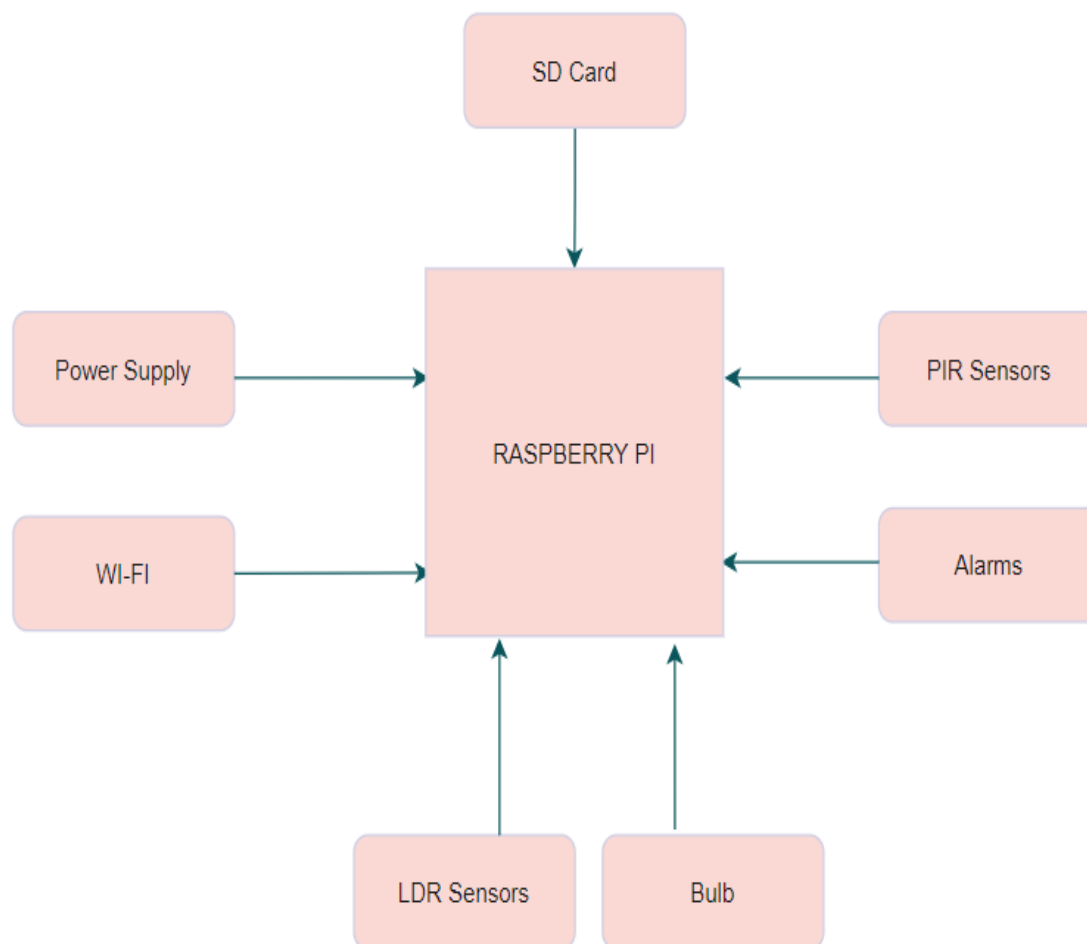 SD Card
Power Supply
PIR Sensors
RASPBERRY PI
WI-FI
Alarms
LDR Sensors
Bulb